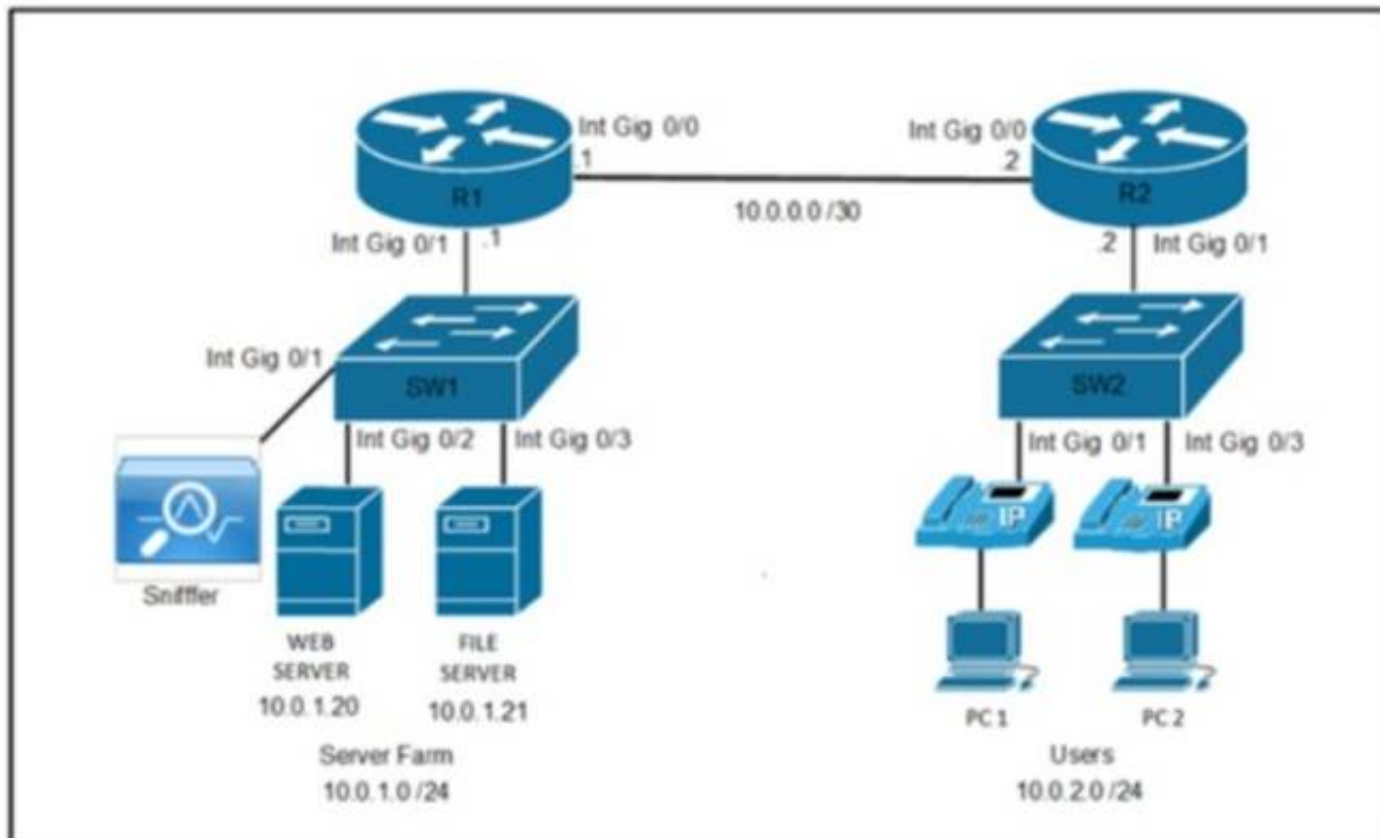 Int Gig 0/0
Int Gig 0/0
.1
.2
R1
R2
10.0.0.0 /30
Int Gig 0/1
.1
.2
Int Gig 0/1
Int Gig 0/1
SW1
SW2
Int Gig 0/2
Int Gig 0/3
Int Gig 0/1
Int Gig 0/3
IP
IP
Snifffer
WEB
SERVER
10.0.1.20
FILE
SERVER
10.0.1.21
PC 1
PC 2
Server Farm
10.0.1.0 /24
Users
10.0.2.0 /24